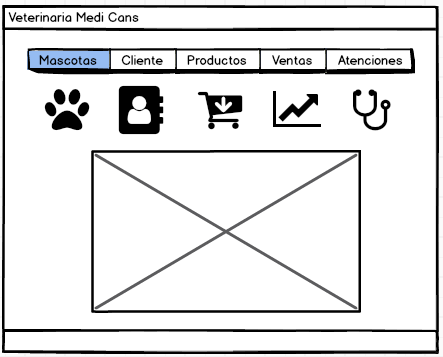 Veterinaria Medi Cans
Mascotas Cliente Productos Ventas Atenciones